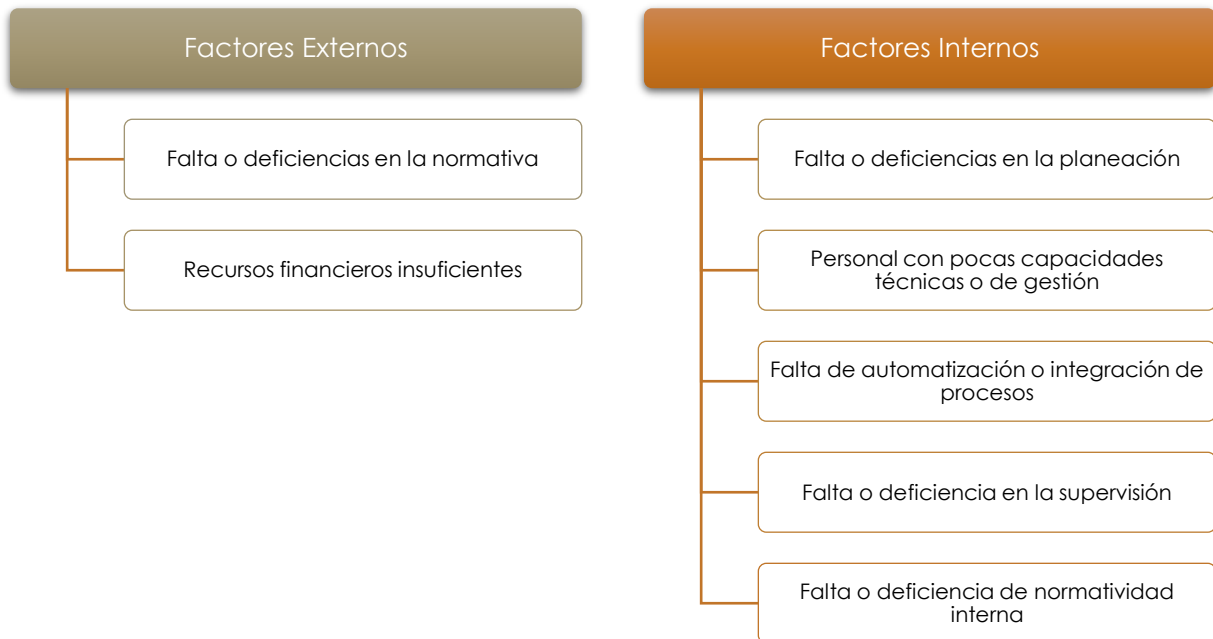 Factores Externos
Falta o deficiencias en la normativa
Recursos financieros insuficientes
Factores Internos
Falta o deficiencias en la planeación
Personal con pocas capacidades
técnicas o de gestión
Falta de automatización o integración de
procesos
Falta o deficiencia en la supervisión
Falta o deficiencia de normatividad
interna